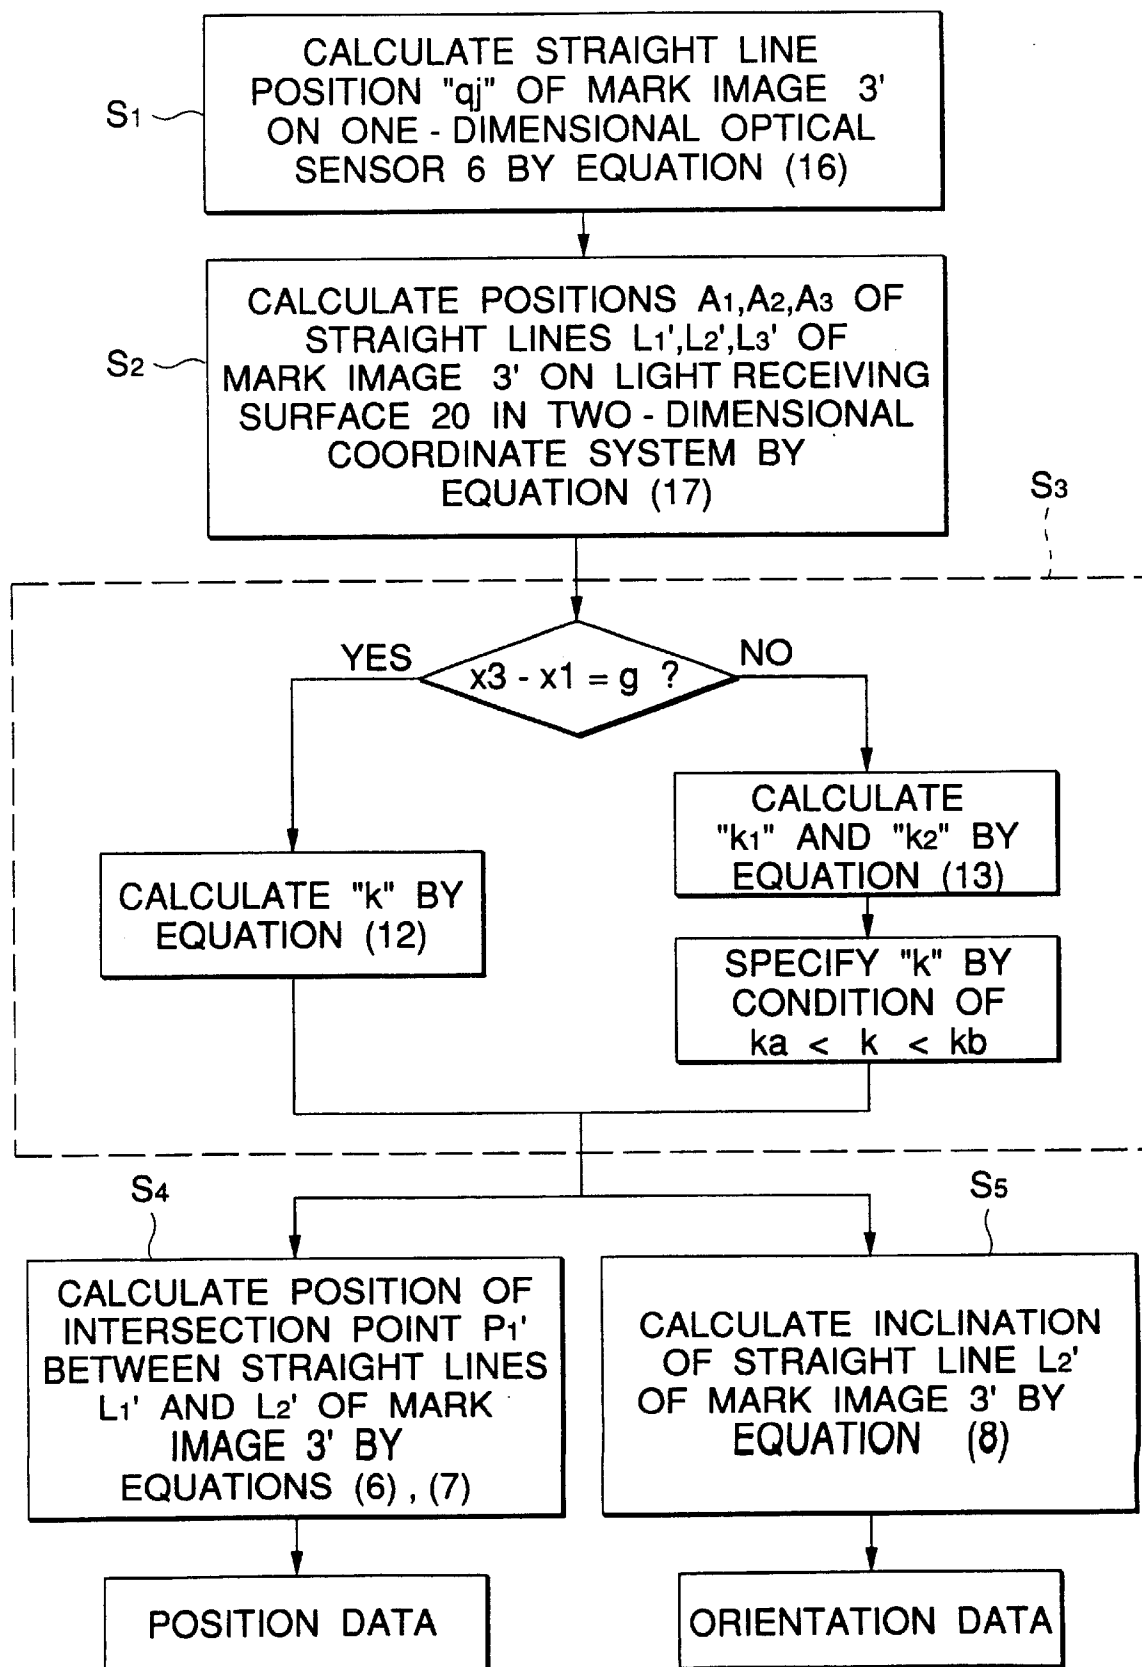 CALCULATE STRAIGHT LINE
POSITION "qj" OF MARK IMAGE 3'
ON ONE - DIMENSIONAL OPTICAL
SENSOR 6 BY EQUATION (16)
S1
CALCULATE POSITIONS A1,A2,A3 OF
STRAIGHT LINES L1',L2',L3' OF
MARK IMAGE 3' ON LIGHT RECEIVING
SURFACE 20 IN TWO - DIMENSIONAL
COORDINATE SYSTEM BY
EQUATION (17)
S2
S3
x3 - x1 = g ?
YES
NO
CALCULATE "k" BY
EQUATION (12)
CALCULATE
"k1" AND "k2" BY
EQUATION (13)
SPECIFY "k" BY
CONDITION OF
ka < k < kb
S4
CALCULATE POSITION OF
INTERSECTION POINT P1'
BETWEEN STRAIGHT LINES
L1' AND L2' OF MARK
IMAGE 3' BY
EQUATIONS (6) , (7)
S5
CALCULATE INCLINATION
OF STRAIGHT LINE L2'
OF MARK IMAGE 3' BY
EQUATION (8)
POSITION DATA
ORIENTATION DATA